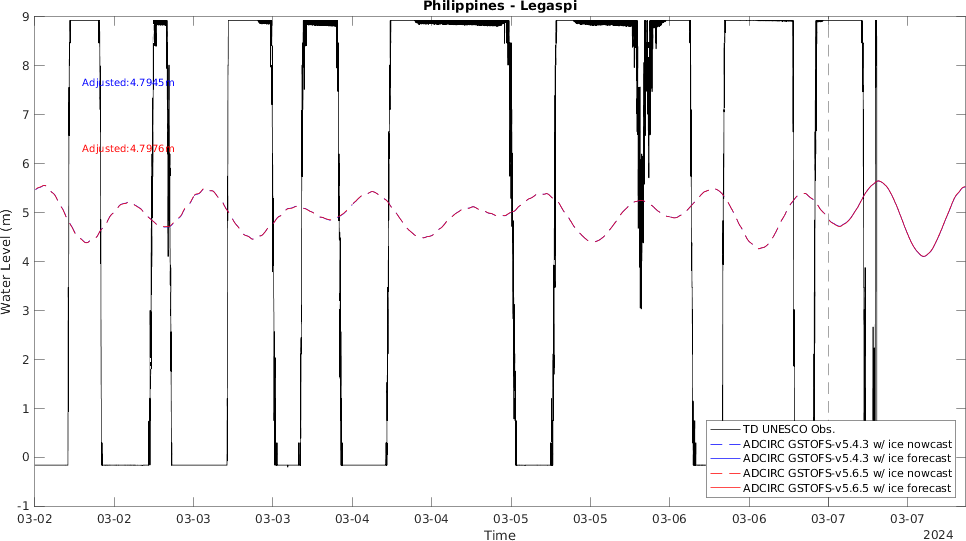 Philippines - Legaspi
9
8
7
6
5
4
3
2
1
0
-1
Water Level (m)
Adjusted:4.7945m
Adjusted:4.7976m
TD UNESCO Obs.
ADCIRC GSTOFS-v5.4.3 w/ ice nowcast
ADCIRC GSTOFS-v5.4.3 w/ ice forecast
ADCIRC GSTOFS-v5.6.5 w/ ice nowcast
ADCIRC GSTOFS-v5.6.5 w/ ice forecast
03-02 03-02 03-03 03-03 03-04 03-04 03-05 03-05 03-06 03-06 03-07 03-07
Time
2024